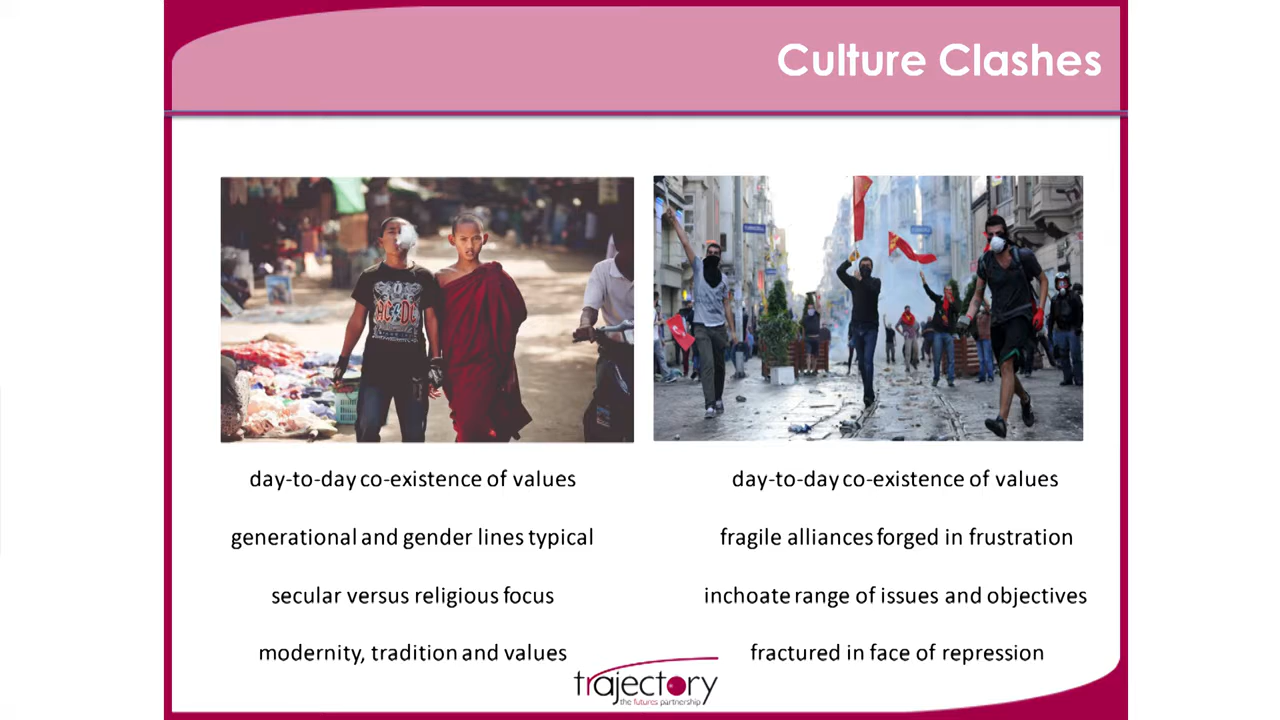 Culture Clashes
AC DC
day-to-day co-existence of values
generational and gender lines typical
secular versus religious focus
modernity, tradition and values
day-to-day co-existence of values
fragile alliances forged in frustration
inchoate range of issues and objectives
fractured in face of repression
trajectory
the futures partnership